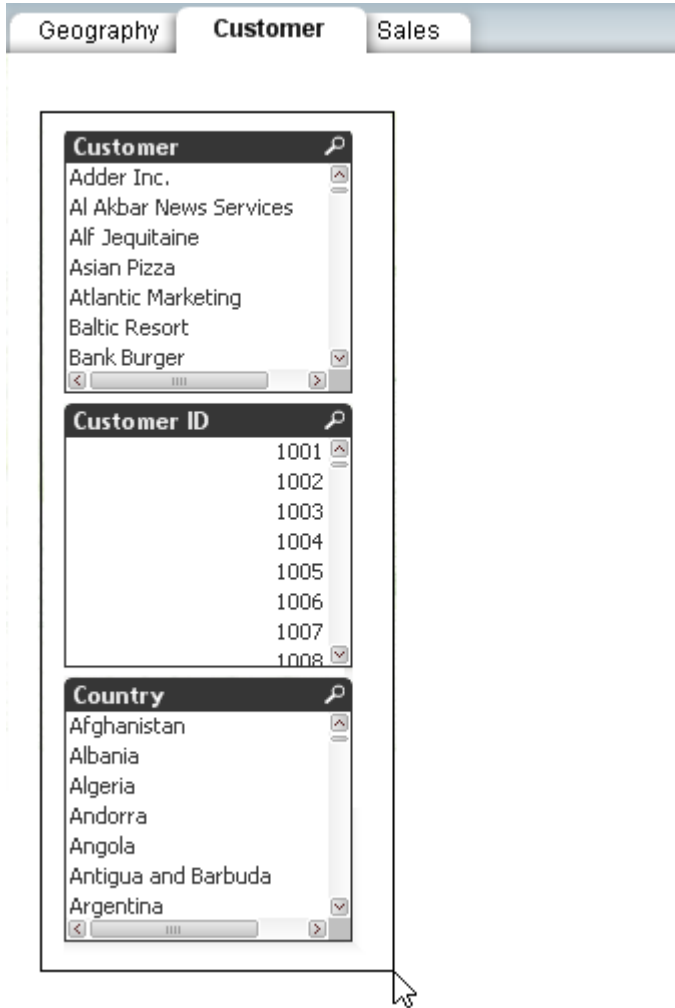 Geography Customer Sales
Customer
Adder Inc.
Al Akbar News Services
Alf Jequitaine
Asian Pizza
Atlantic Marketing
Baltic Resort
Bank Burger
Customer ID
1001
1002
1003
1004
1005
1006
1007
1008
Country
Afghanistan
Albania
Algeria
Andorra
Angola
Antigua and Barbuda
Argentina